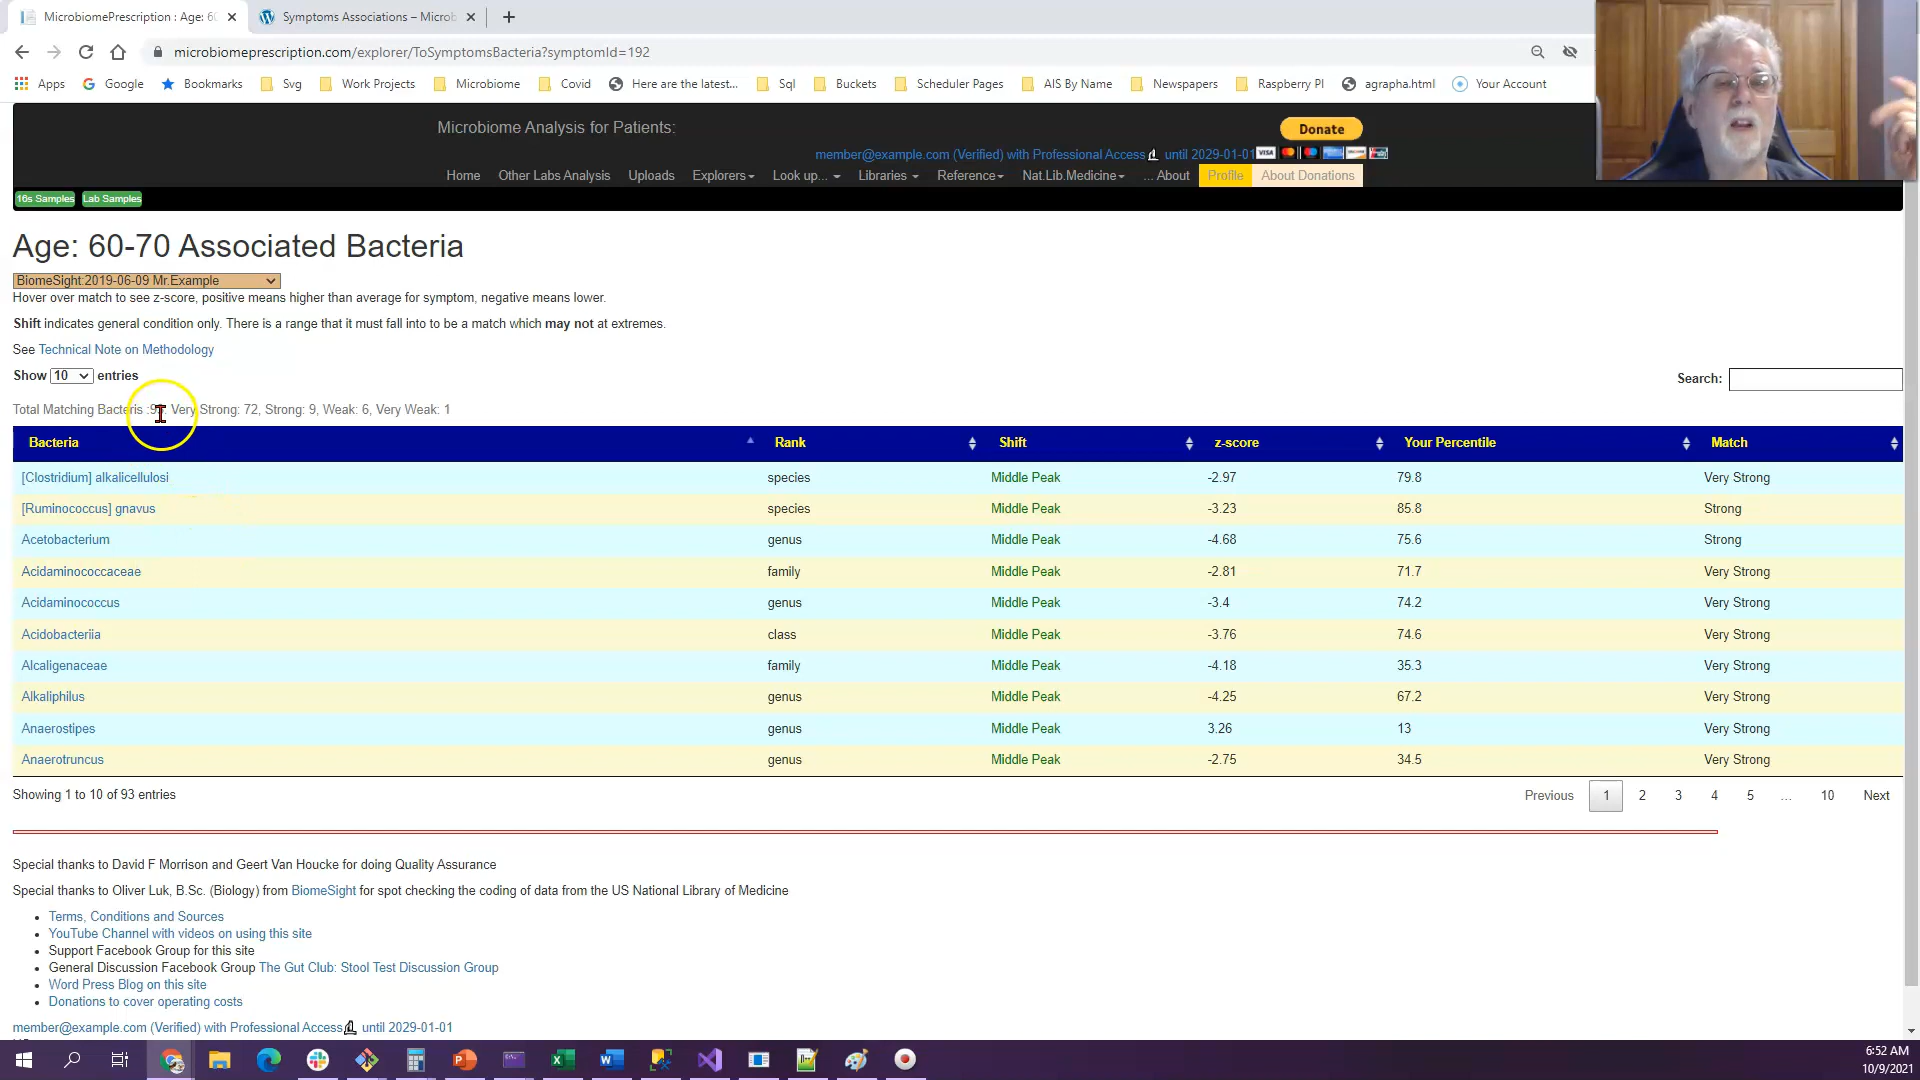 MicrobiomePrescription : Age: 60
Symptoms Associations – Microb
microbiomeprescription.com/explorer/ToSymptomsBacteria?symptomId=192
Apps Google Bookmarks Svg Work Projects Microbiome Covid Here are the latest... Sql Buckets Scheduler Pages AIS By Name Newspapers Raspberry PI agrapha.html Your Account
Microbiome Analysis for Patients:
Donate
member@example.com (Verified) with Professional Access until 2029-01-01
VISA
Home Other Labs Analysis Uploads Explorers Look up... Libraries Reference Nat.Lib.Medicine ... About Profile About Donations
16s Samples Lab Samples
Age: 60-70 Associated Bacteria
BiomeSight:2019-06-09 Mr.Example
Hover over match to see z-score, positive means higher than average for symptom, negative means lower.
Shift indicates general condition only. There is a range that it must fall into to be a match which may not at extremes.
See Technical Note on Methodology
Show 10 entries
Search:
Total Matching Bacteris Very Strong: 72, Strong: 9, Weak: 6, Very Weak: 1
Bacteria Rank Shift z-score Your Percentile Match
[Clostridium] alkalicellulosi species Middle Peak -2.97 79.8 Very Strong
[Ruminococcus] gnavus species Middle Peak -3.23 85.8 Strong
Acetobacterium genus Middle Peak -4.68 75.6 Strong
Acidaminococcaceae family Middle Peak -2.81 71.7 Very Strong
Acidaminococcus genus Middle Peak -3.4 74.2 Very Strong
Acidobacteriia class Middle Peak -3.76 74.6 Very Strong
Alcaligenaceae family Middle Peak -4.18 35.3 Very Strong
Alkaliphilus genus Middle Peak -4.25 67.2 Very Strong
Anaerostipes genus Middle Peak 3.26 13 Very Strong
Anaerotruncus genus Middle Peak -2.75 34.5 Very Strong
Showing 1 to 10 of 93 entries
Previous 1 2 3 4 5 ... 10 Next
Special thanks to David F Morrison and Geert Van Houcke for doing Quality Assurance
Special thanks to Oliver Luk, B.Sc. (Biology) from BiomeSight for spot checking the coding of data from the US National Library of Medicine
Terms, Conditions and Sources
YouTube Channel with videos on using this site
Support Facebook Group for this site
General Discussion Facebook Group The Gut Club: Stool Test Discussion Group
Word Press Blog on this site
Donations to cover operating costs
member@example.com (Verified) with Professional Access until 2029-01-01
6:52 AM
10/9/2021